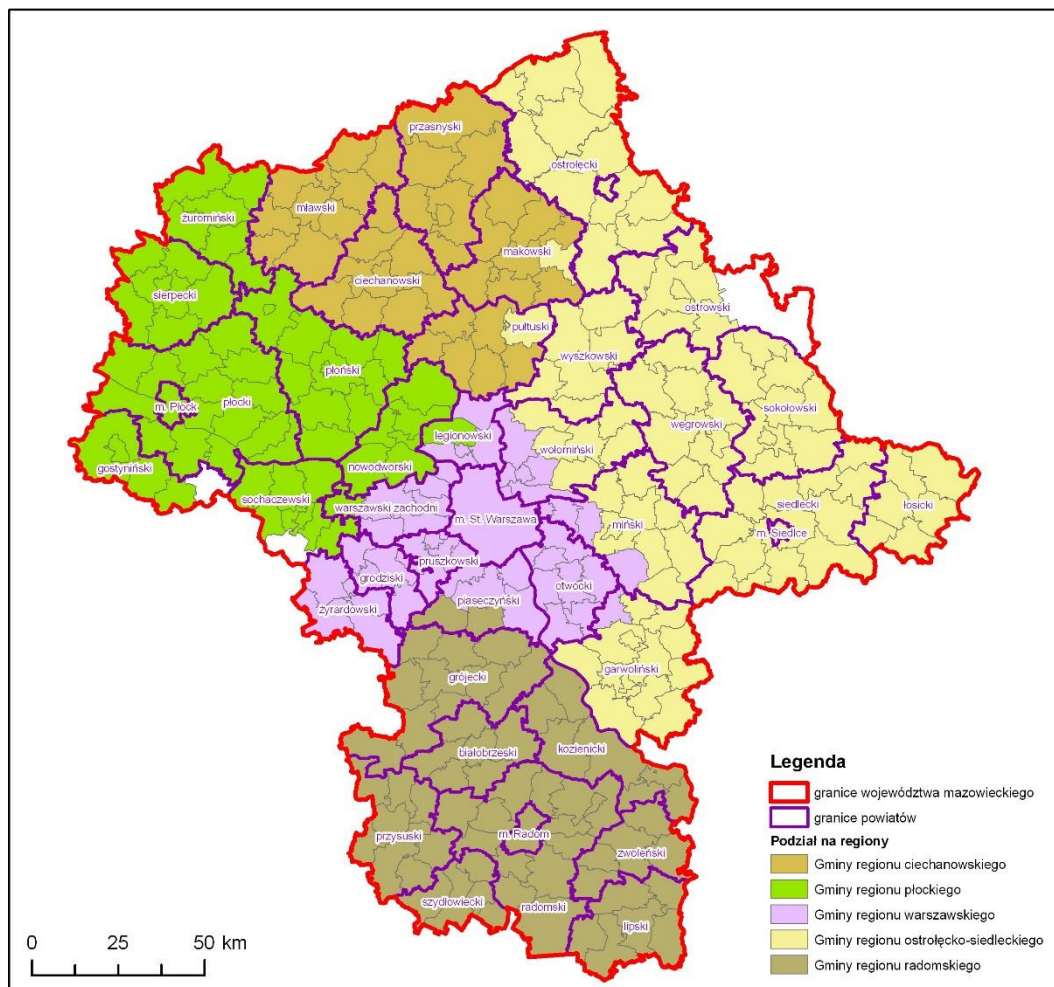 przasnyski
ostrołęcki
żuromiński
mławski
makowski
ciechanowski
sierpecki
ostrowski
pułtuski
wyszkowski
płoński
m. Płock
płocki
sokołowski
węgrowski
legionowski
wołomiński
gostyniński
nowodworski
sochaczewski
siedlecki
łosicki
warszawski zachodni
m. St. Warszawa
miński
m. Siedlce
pruszkowski
grodziski
otwocki
piaseczyński
żyrardowski
garwoliński
grójecki
białobrzeski
kozienicki
przysuski
m. Radom
zwoleński
szydłowiecki
radomski
lipski
Legenda
granice województwa mazowieckiego
granice powiatów
Podział na regiony
Gminy regionu ciechanowskiego
Gminy regionu płockiego
Gminy regionu warszawskiego
Gminy regionu ostrołęcko-siedleckiego
Gminy regionu radomskiego
0 25 50 km